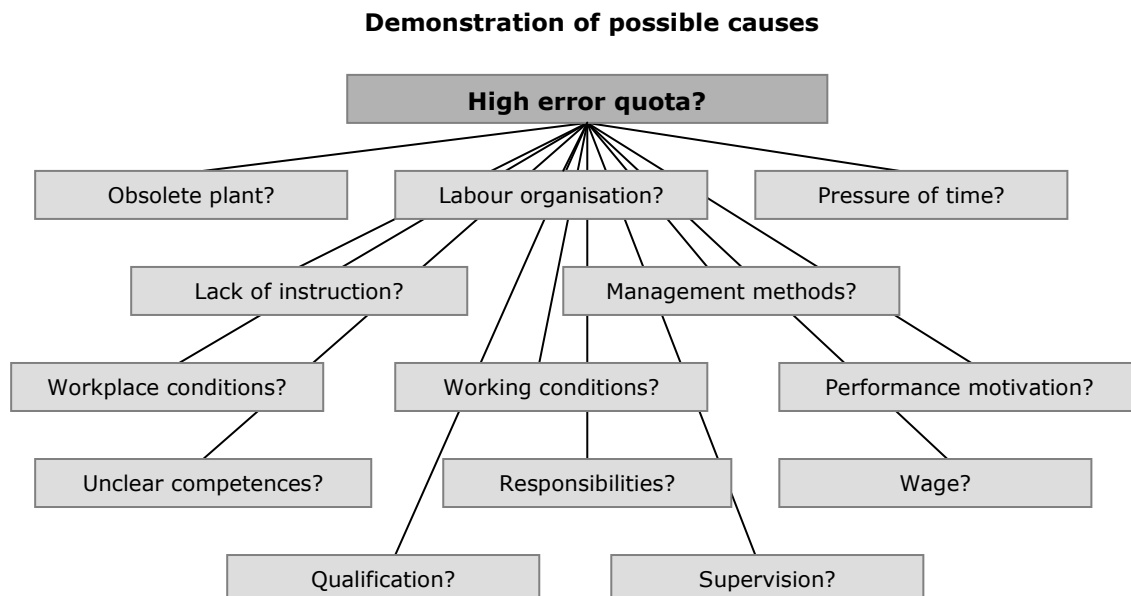 Demonstration of possible causes
High error quota?
Obsolete plant?
Labour organisation?
Pressure of time?
Lack of instruction?
Management methods?
Workplace conditions?
Working conditions?
Performance motivation?
Unclear competences?
Responsibilities?
Wage?
Qualification?
Supervision?